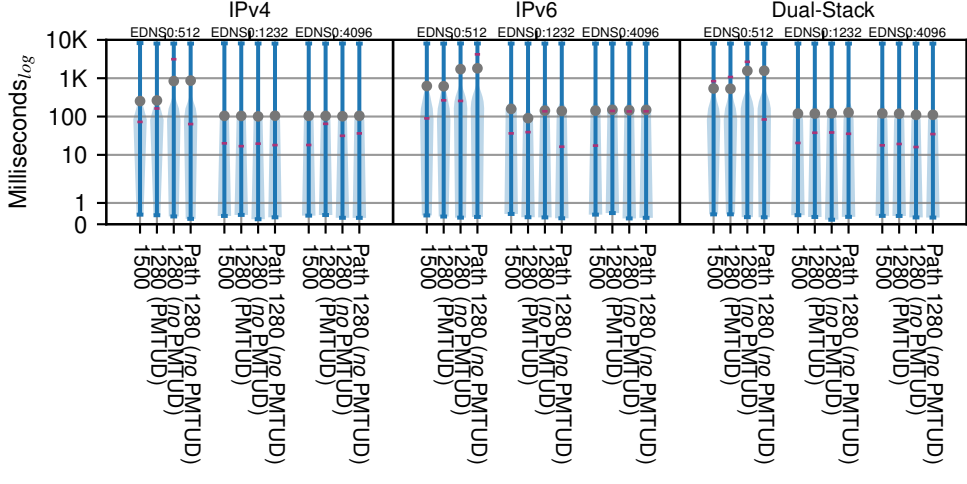 IPv4 IPv6 Dual-Stack
EDNS0:512 EDNS0:1232 EDNS0:4096 EDNS0:512 EDNS0:1232 EDNS0:4096 EDNS0:512 EDNS0:1232 EDNS0:4096
Milliseconds_log
10K
1K
100
10
1
0
1500
1280 (PMTUD)
1280 (no PMTUD)
Path 1280 (no PMTUD)
1500
1280 (PMTUD)
1280 (no PMTUD)
Path 1280 (no PMTUD)
1500
1280 (PMTUD)
1280 (no PMTUD)
Path 1280 (no PMTUD)
1500
1280 (PMTUD)
1280 (no PMTUD)
Path 1280 (no PMTUD)
1500
1280 (PMTUD)
1280 (no PMTUD)
Path 1280 (no PMTUD)
1500
1280 (PMTUD)
1280 (no PMTUD)
Path 1280 (no PMTUD)
1500
1280 (PMTUD)
1280 (no PMTUD)
Path 1280 (no PMTUD)
1500
1280 (PMTUD)
1280 (no PMTUD)
Path 1280 (no PMTUD)
1500
1280 (PMTUD)
1280 (no PMTUD)
Path 1280 (no PMTUD)